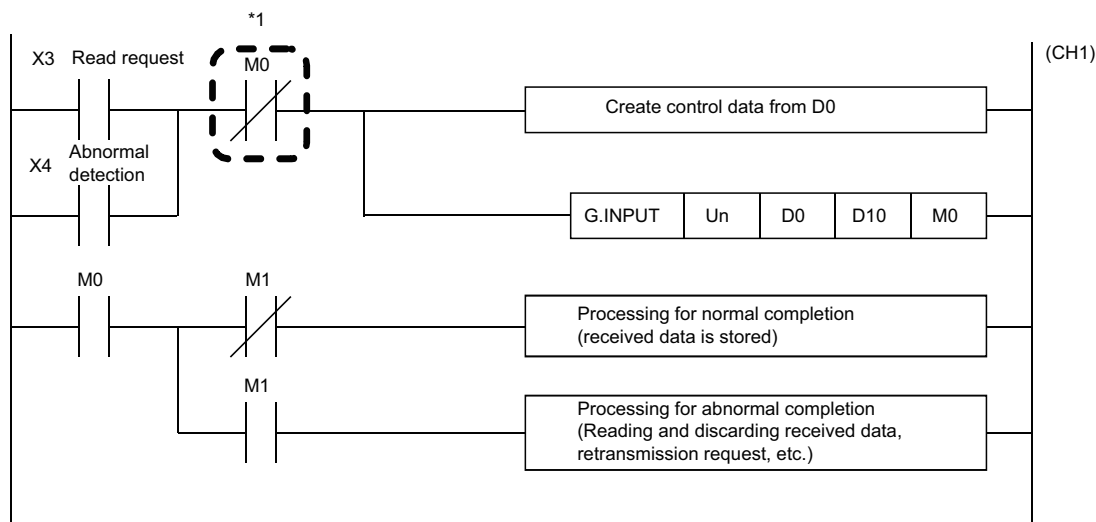 *1
X3 Read request
M0
(CH1)
Create control data from D0
X4 Abnormal
detection
G.INPUT Un D0 D10 M0
M0
M1
Processing for normal completion
(received data is stored)
M1
Processing for abnormal completion
(Reading and discarding received data,
retransmission request, etc.)